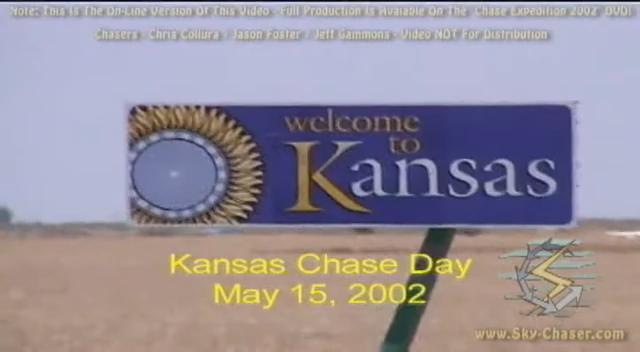 Note: This Is The On-Line Version Of This Video - Full Production Is Available On The "Chase Expedition 2002" DVD!
Chasers: Chris Collura - Jason Foster - Jeff Gammons - Video NOT For Distribution
welcome
to
Kansas
Kansas Chase Day
May 15, 2002
www.Sky-Chaser.com